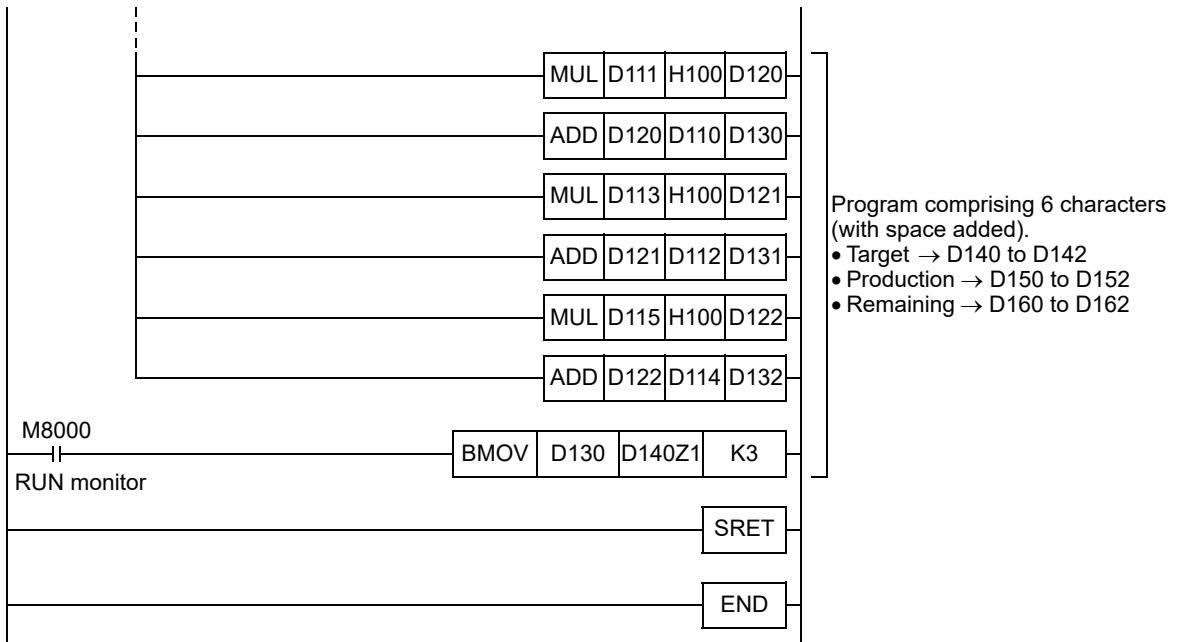 MUL D111 H100 D120
ADD D120 D110 D130
MUL D113 H100 D121
ADD D121 D112 D131
MUL D115 H100 D122
ADD D122 D114 D132
Program comprising 6 characters
(with space added).
• Target → D140 to D142
• Production → D150 to D152
• Remaining → D160 to D162
M8000
BMOV D130 D140Z1 K3
RUN monitor
SRET
END